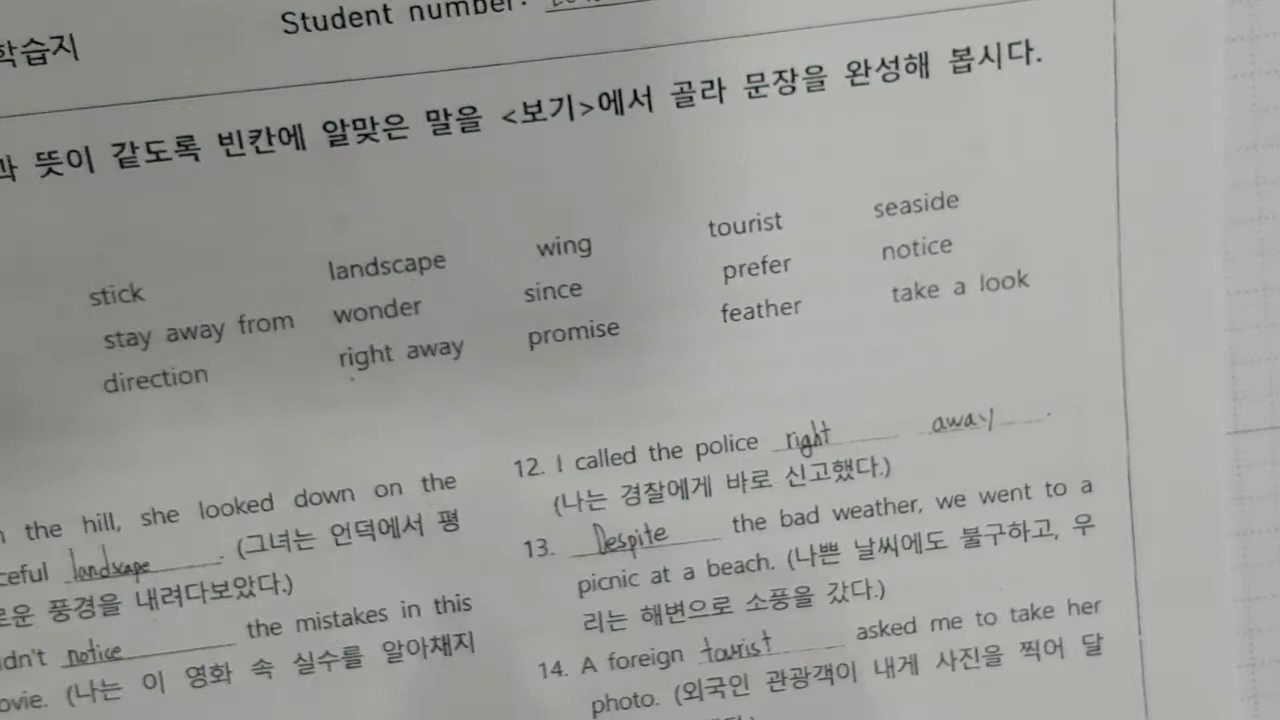 Student number:
학습지
뜻이 같도록 빈칸에 알맞은 말을 <보기>에서 골라 문장을 완성해 봅시다.
stick landscape wing tourist seaside
stay away from wonder since prefer notice
direction right away promise feather take a look
the hill, she looked down on the
landscape. (그녀는 언덕에서 평
풍경을 내려다보았다.)
notice the mistakes in this
(나는 이 영화 속 실수를 알아채지
12. I called the police right away.
(나는 경찰에게 바로 신고했다.)
13. Despite the bad weather, we went to a
picnic at a beach. (나쁜 날씨에도 불구하고, 우
리는 해변으로 소풍을 갔다.)
14. A foreign tourist asked me to take her
photo. (외국인 관광객이 내게 사진을 찍어 달